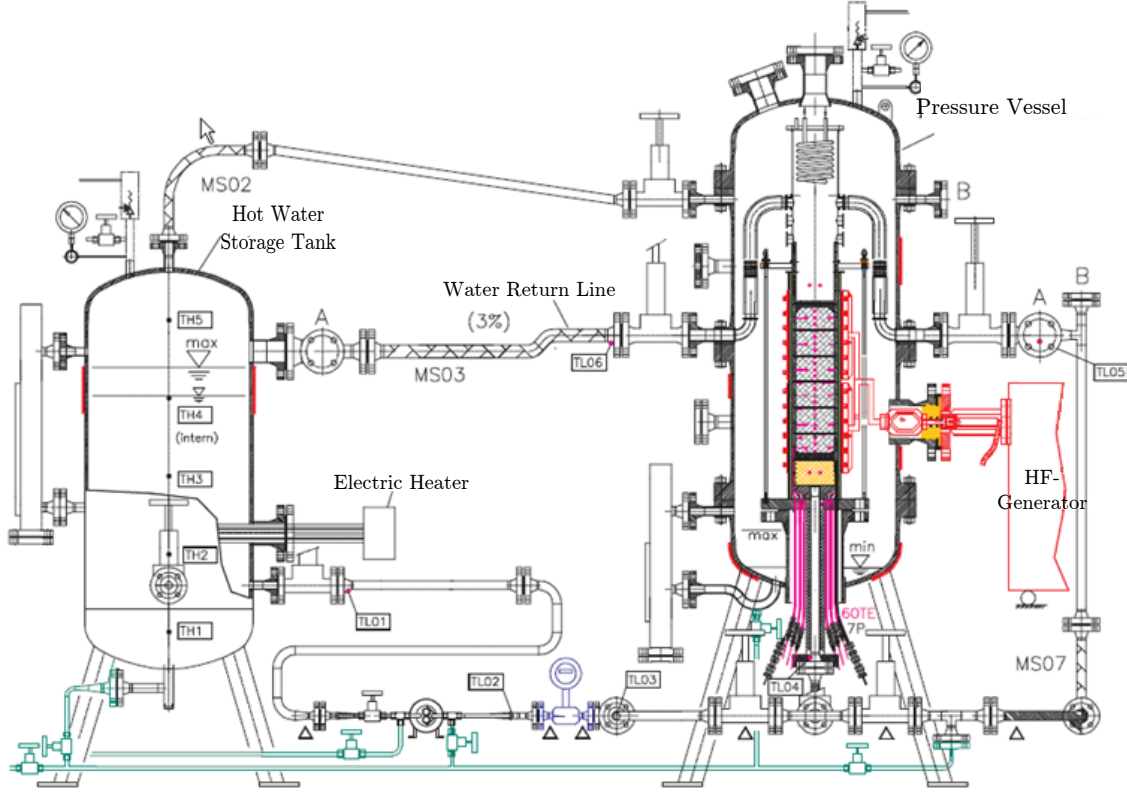 Pressure Vessel
MS02
B
Hot Water
Storage Tank
Water Return Line
(3%)
A
A
B
TH5
max
TL06
TL05
MS03
TH4
(intern)
TH3
Electric Heater
HF-
Generator
max
min
TH2
TL01
60TE
7P
TH1
MS07
TL02
TL03
TL04